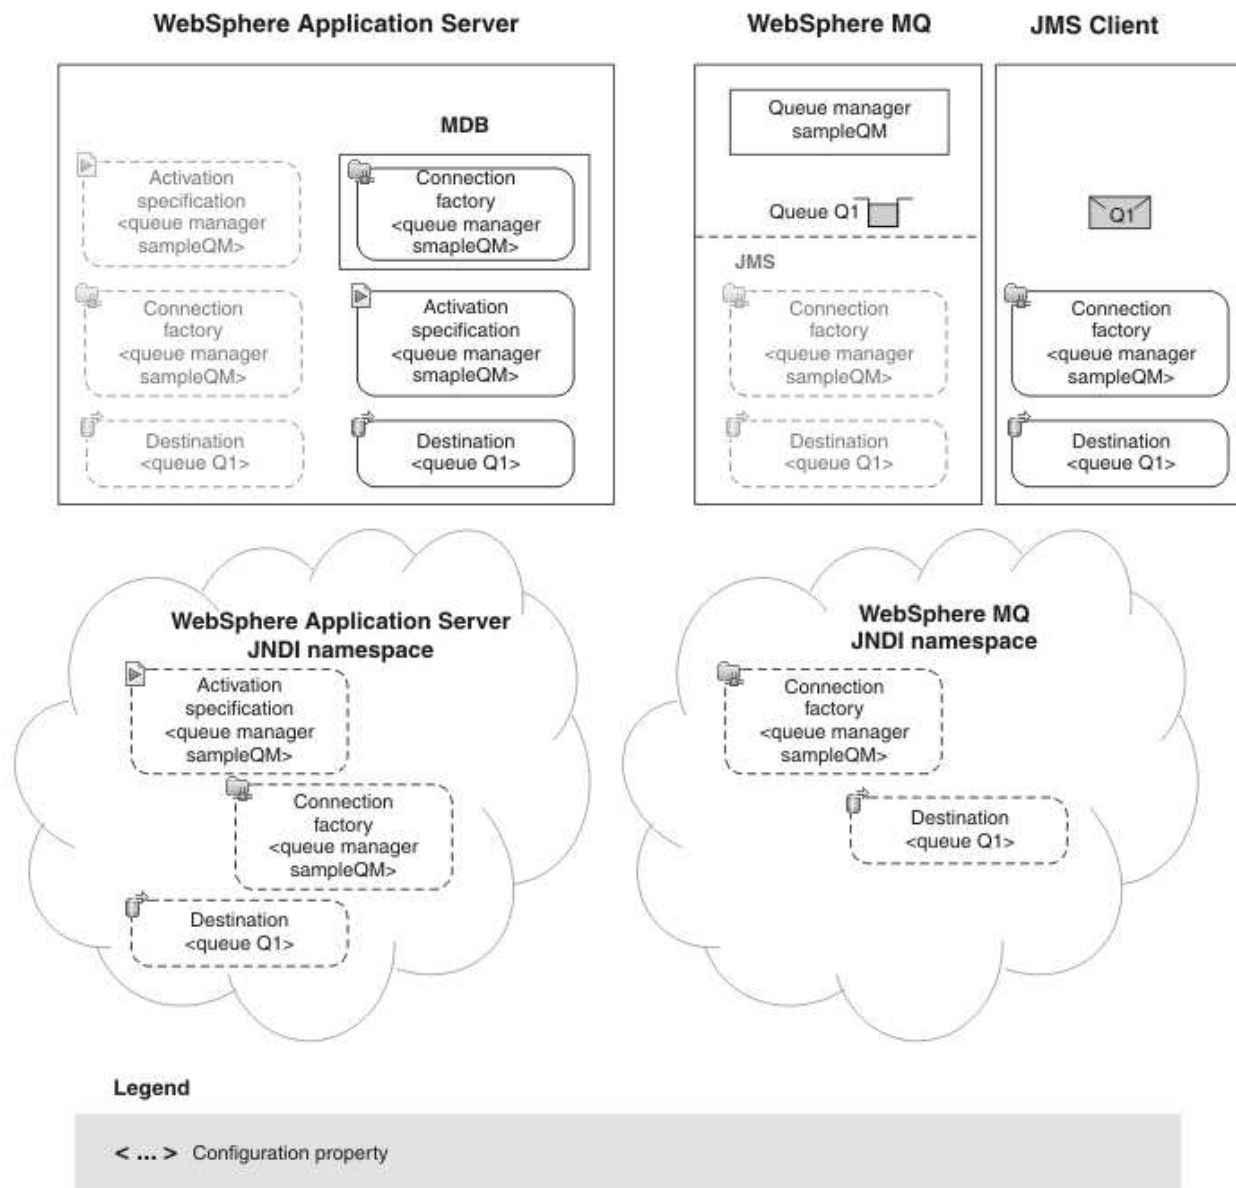 WebSphere Application Server
WebSphere MQ
JMS Client
MDB
Activation
specification
<queue manager
sampleQM>
Connection
factory
<queue manager
smapleQM>
Connection
factory
<queue manager
sampleQM>
Activation
specification
<queue manager
smapleQM>
Destination
<queue Q1>
Destination
<queue Q1>
Queue manager
sampleQM
Queue Q1
JMS
Connection
factory
<queue manager
sampleQM>
Destination
<queue Q1>
Q1
Connection
factory
<queue manager
sampleQM>
Destination
<queue Q1>
WebSphere Application Server
JNDI namespace
Activation
specification
<queue manager
sampleQM>
Connection
factory
<queue manager
sampleQM>
Destination
<queue Q1>
WebSphere MQ
JNDI namespace
Connection
factory
<queue manager
sampleQM>
Destination
<queue Q1>
Legend
< ... > Configuration property